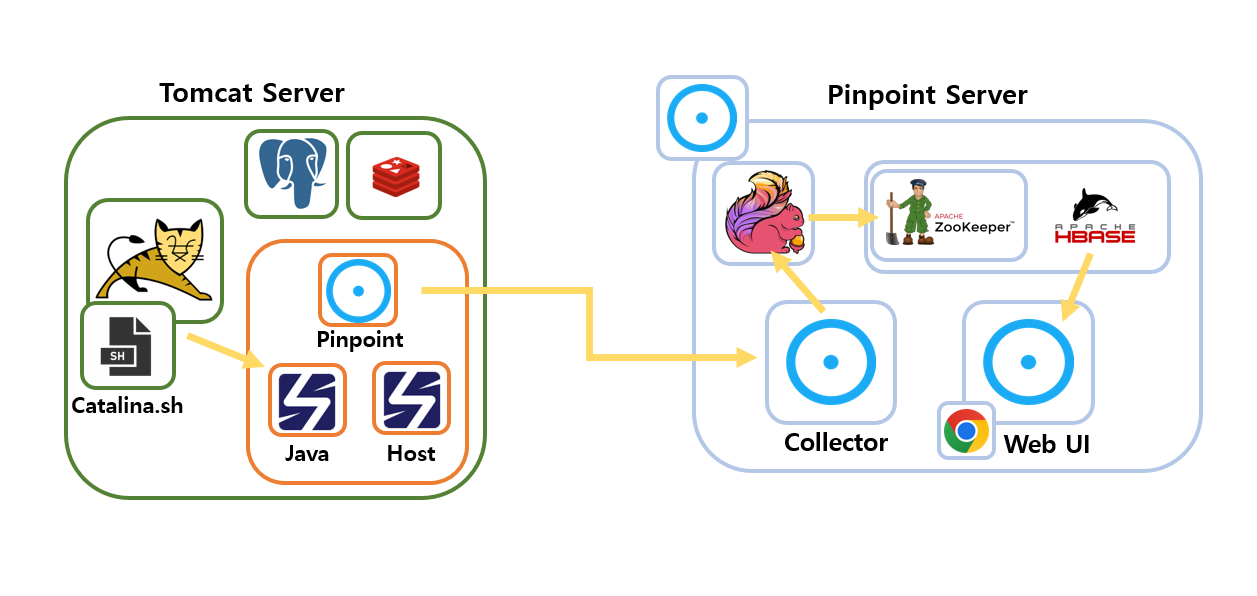 Tomcat Server
Pinpoint Server
APACHE
ZooKeeper™
APACHE
HBASE
Pinpoint
SH
Catalina.sh
Java
Host
Collector
Web UI